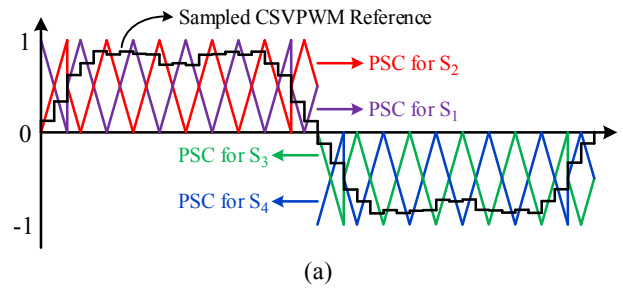 Sampled CSVPWM Reference
1
PSC for S₂
PSC for S₁
0
PSC for S₃
PSC for S₄
-1
(a)